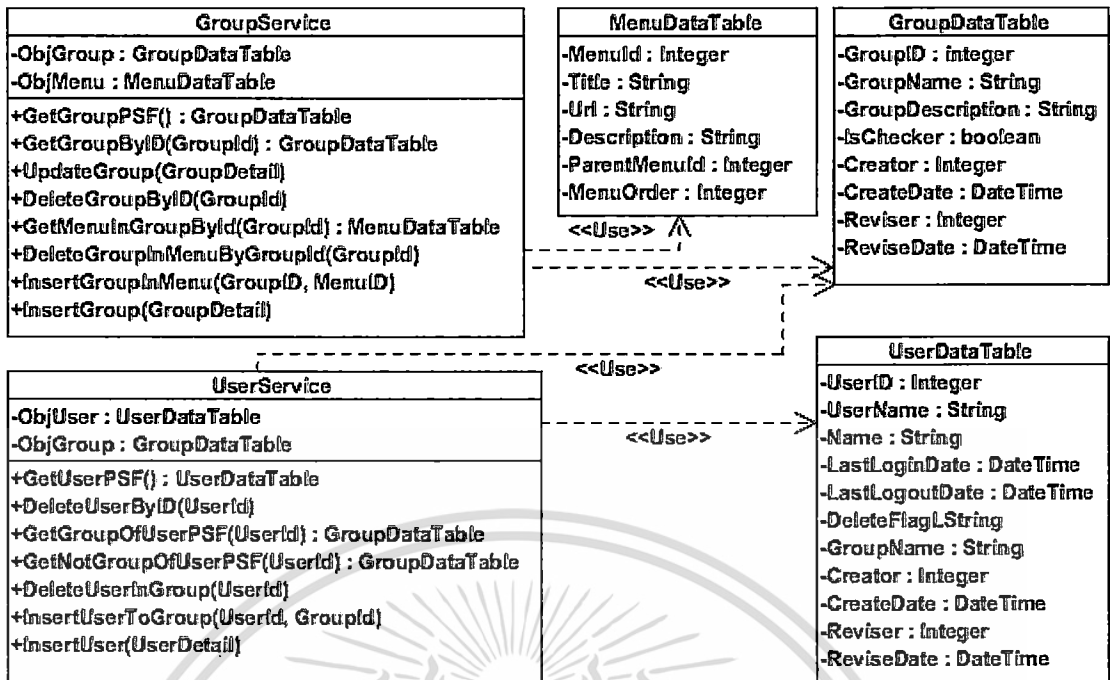 GroupService
-ObjGroup : GroupDataTable
-ObjMenu : MenuDataTable
+GetGroupPSF() : GroupDataTable
+GetGroupByID(GroupId) : GroupDataTable
+UpdateGroup(GroupDetail)
+DeleteGroupByID(GroupId)
+GetMenuInGroupById(GroupId) : MenuDataTable
+DeleteGroupInMenuByGroupId(GroupId)
+InsertGroupInMenu(GroupID, MenuID)
+InsertGroup(GroupDetail)
MenuDataTable
-MenuId : Integer
-Title : String
-Url : String
-Description : String
-ParentMenuId : Integer
-MenuOrder : Integer
GroupDataTable
-GroupID : integer
-GroupName : String
-GroupDescription : String
-IsChecker : boolean
-Creator : Integer
-CreateDate : DateTime
-Reviser : Integer
-ReviseDate : DateTime
<<Use>>
<<Use>>
<<Use>>
<<Use>>
UserService
-ObjUser : UserDataTable
-ObjGroup : GroupDataTable
+GetUserPSF() : UserDataTable
+DeleteUserByID(UserId)
+GetGroupOfUserPSF(UserId) : GroupDataTable
+GetNotGroupOfUserPSF(UserId) : GroupDataTable
+DeleteUserInGroup(UserId)
+InsertUserToGroup(UserId, GroupId)
+InsertUser(UserDetail)
UserDataTable
-UserID : Integer
-UserName : String
-Name : String
-LastLoginDate : DateTime
-LastLogoutDate : DateTime
-DeleteFlagLString
-GroupName : String
-Creator : Integer
-CreateDate : DateTime
-Reviser : Integer
-ReviseDate : DateTime